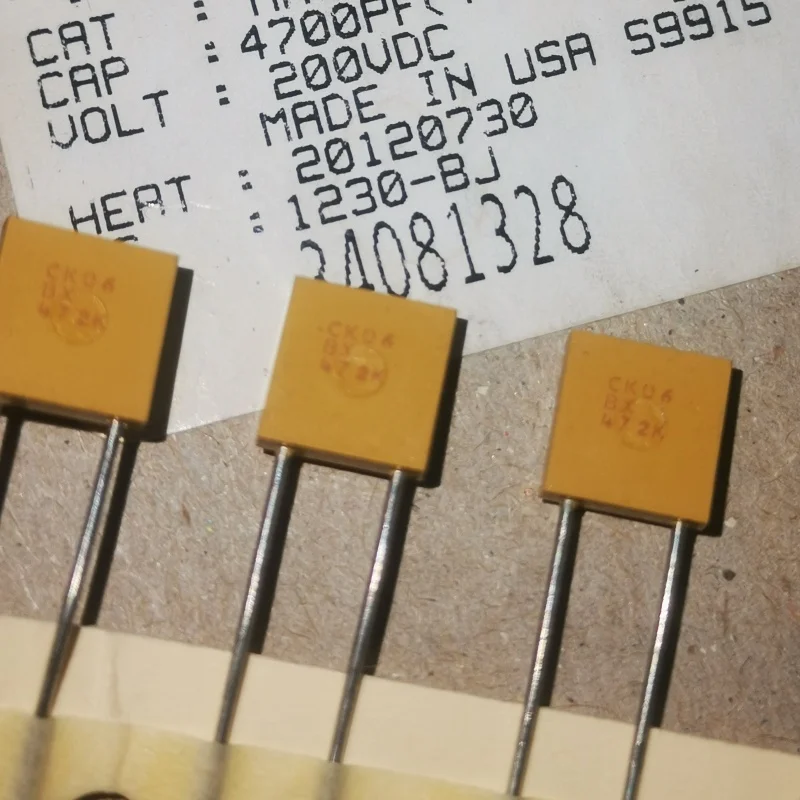 CAT :
CAP : 4700PF
VOLT : 200VDC
MADE IN USA S9915
20120730
HEAT : 1230-BJ
: 24081328
CK06
BX
472K
CK06
BX
472K
CK06
BX
472K